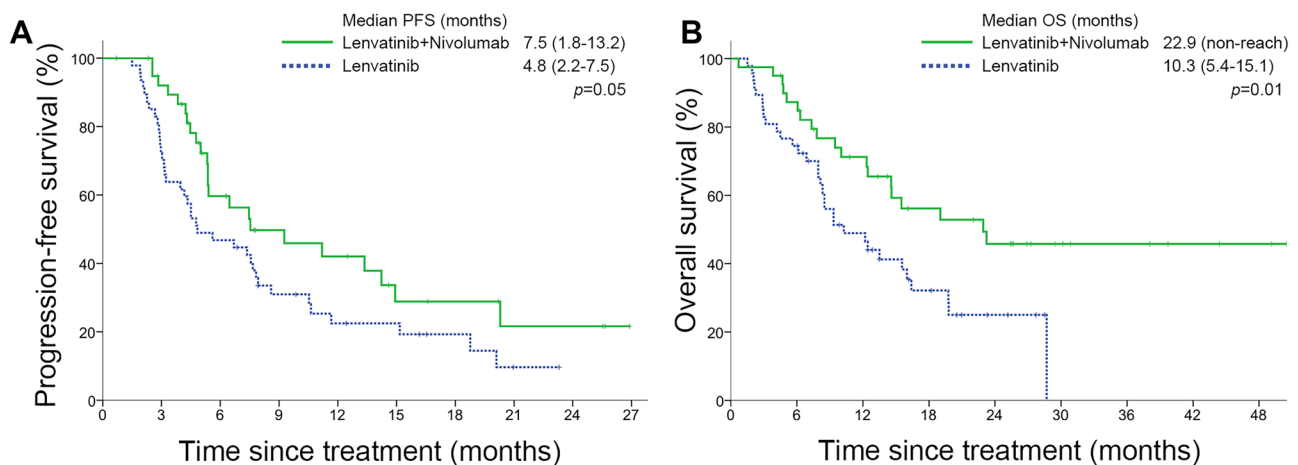 A
Median PFS (months)
Lenvatinib+Nivolumab 7.5 (1.8-13.2)
Lenvatinib 4.8 (2.2-7.5)
p=0.05
Progression-free survival (%)
100
80
60
40
20
0
0 3 6 9 12 15 18 21 24 27
Time since treatment (months)
B
Median OS (months)
Lenvatinib+Nivolumab 22.9 (non-reach)
Lenvatinib 10.3 (5.4-15.1)
p=0.01
Overall survival (%)
100
80
60
40
20
0
0 6 12 18 24 30 36 42 48
Time since treatment (months)